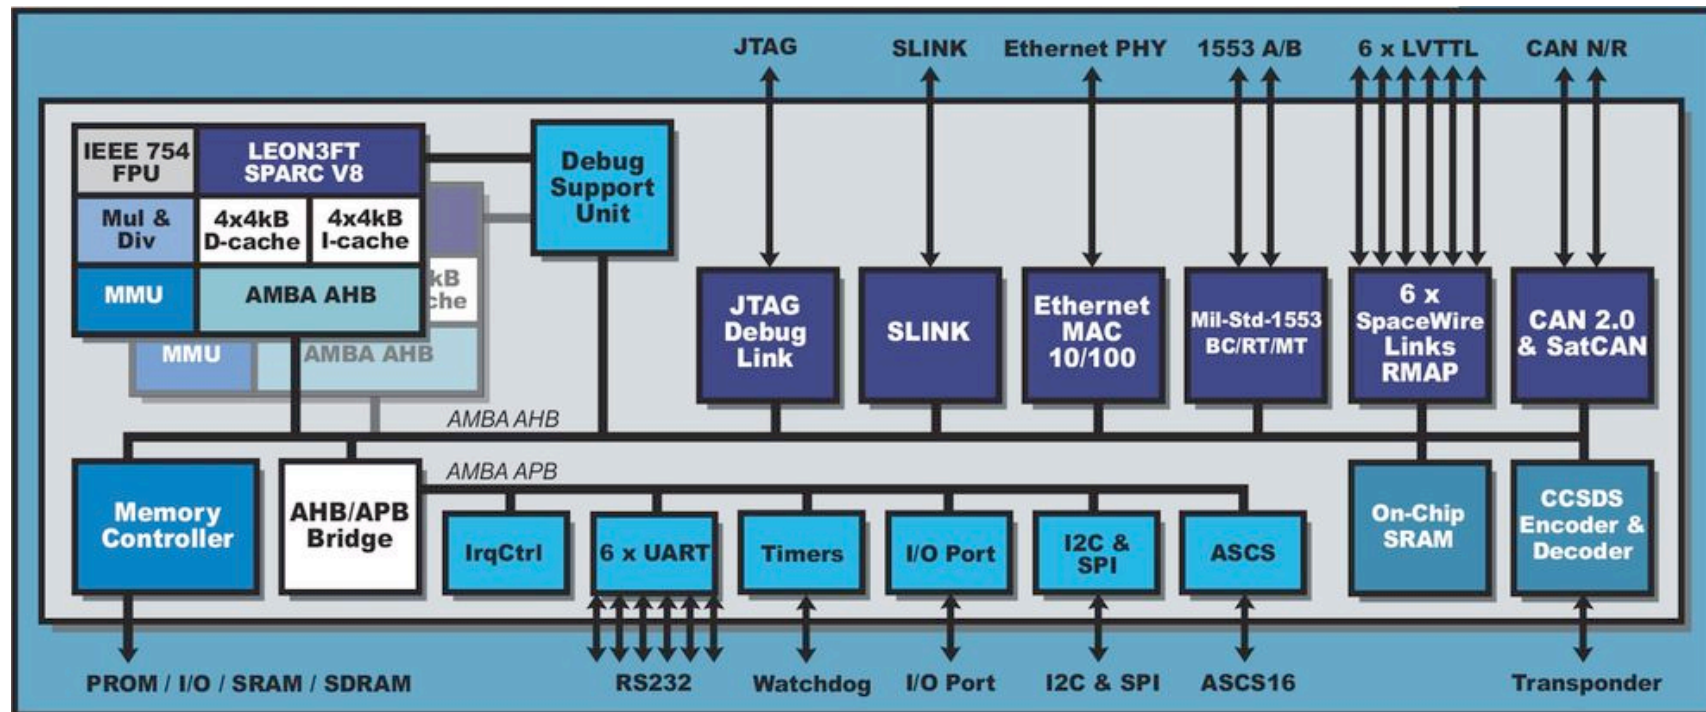 JTAG
SLINK
Ethernet PHY
1553 A/B
6 x LVTTL
CAN N/R
IEEE 754
FPU
LEON3FT
SPARC V8
Mul &
Div
4x4kB
D-cache
4x4kB
I-cache
MMU
AMBA AHB
kB
che
MMU
AMBA AHB
Debug
Support
Unit
JTAG
Debug
Link
SLINK
Ethernet
MAC
10/100
Mil-Std-1553
BC/RT/MT
6 x
SpaceWire
Links
RMAP
CAN 2.0
& SatCAN
AMBA AHB
Memory
Controller
AHB/APB
Bridge
AMBA APB
IrqCtrl
6 x UART
Timers
I/O Port
I2C &
SPI
ASCS
On-Chip
SRAM
CCSDS
Encoder &
Decoder
PROM / I/O / SRAM / SDRAM
RS232
Watchdog
I/O Port
I2C & SPI
ASCS16
Transponder